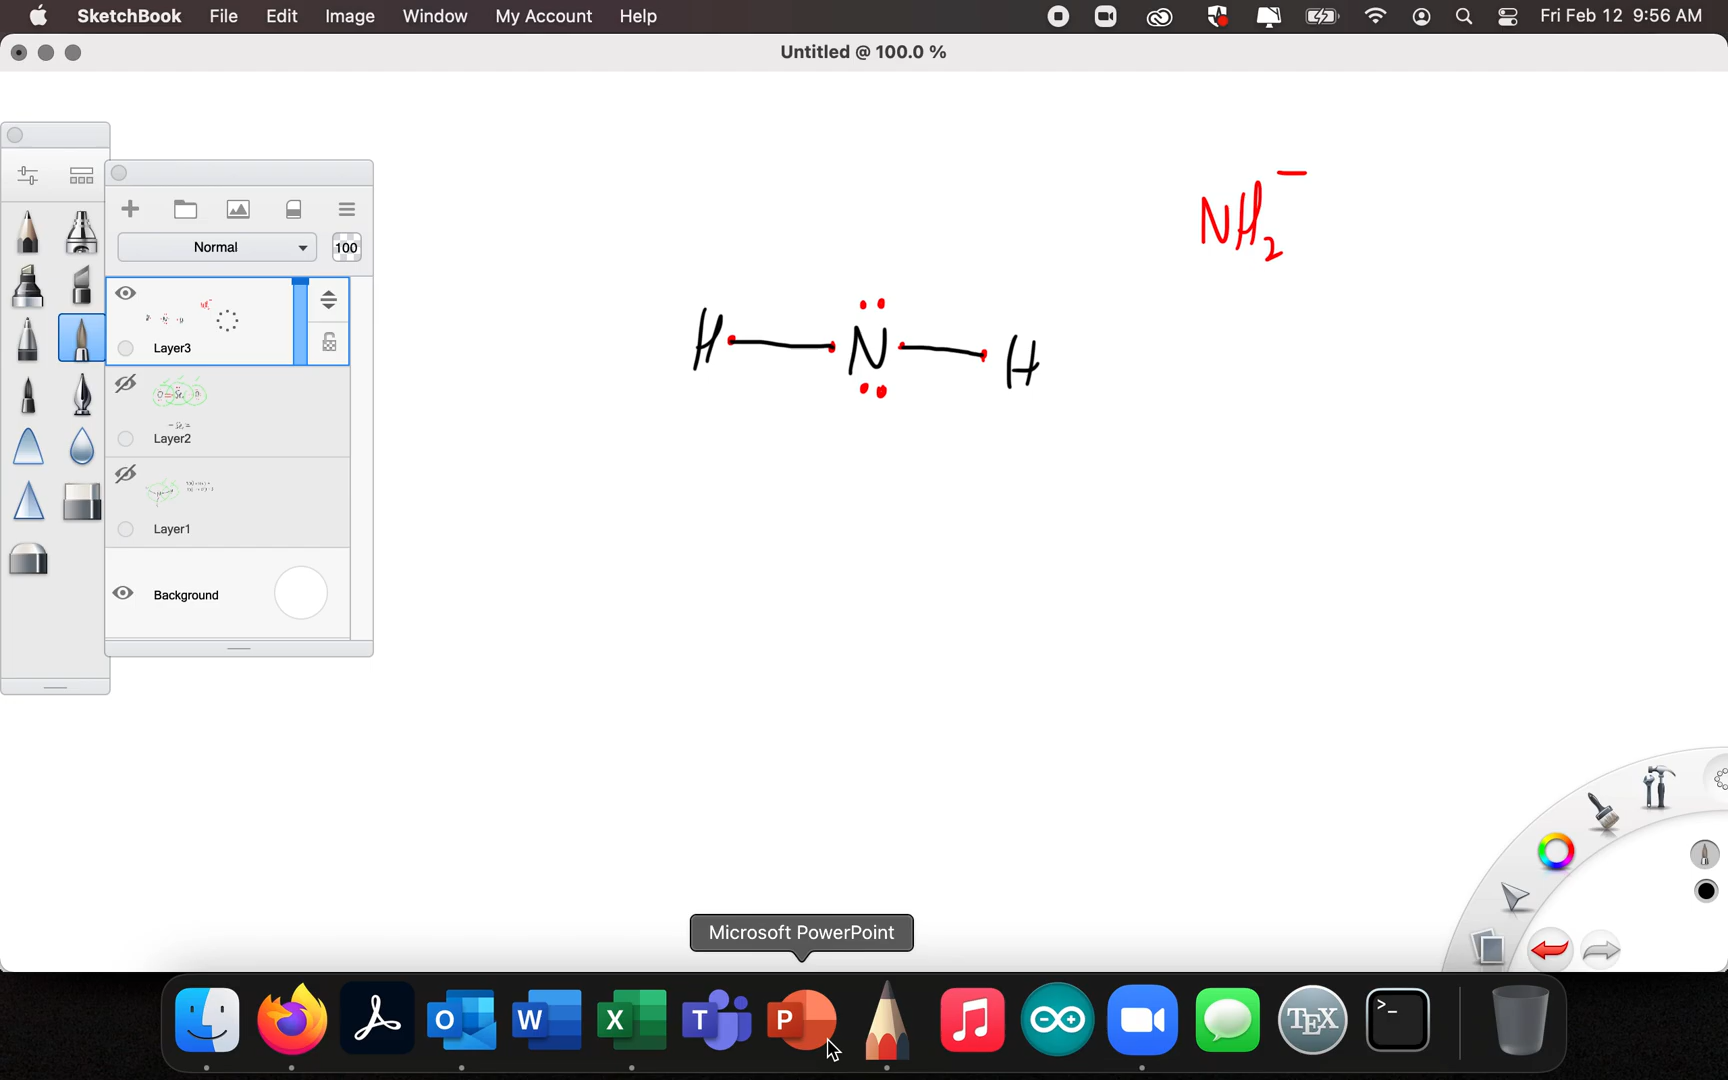 SketchBook File Edit Image Window My Account Help Fri Feb 12 9:56 AM
Untitled @ 100.0 %
NH₂⁻
Normal 100
H N H
Layer3
Layer2
Layer1
Background
Microsoft PowerPoint
O W X T P TEX >_